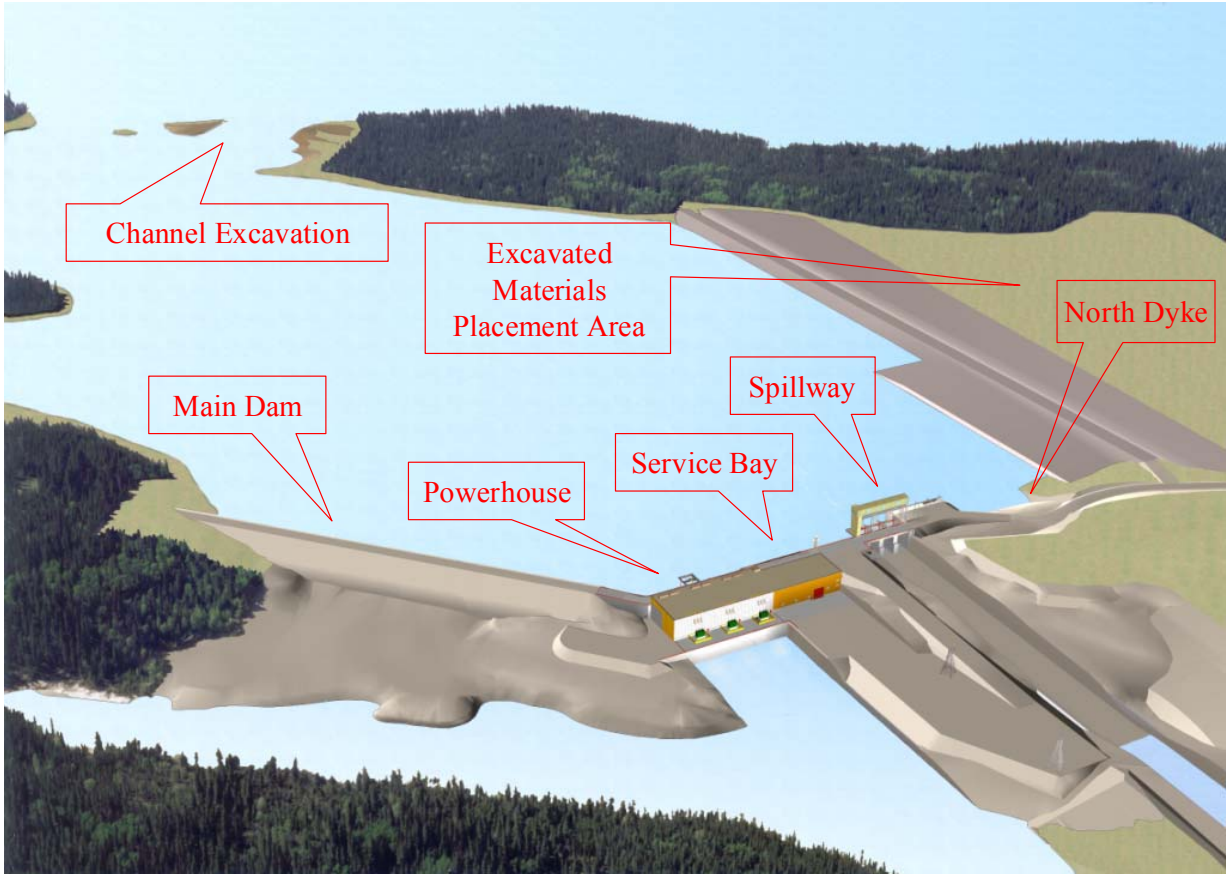 Channel Excavation
Excavated
Materials
Placement Area
North Dyke
Spillway
Main Dam
Service Bay
Powerhouse